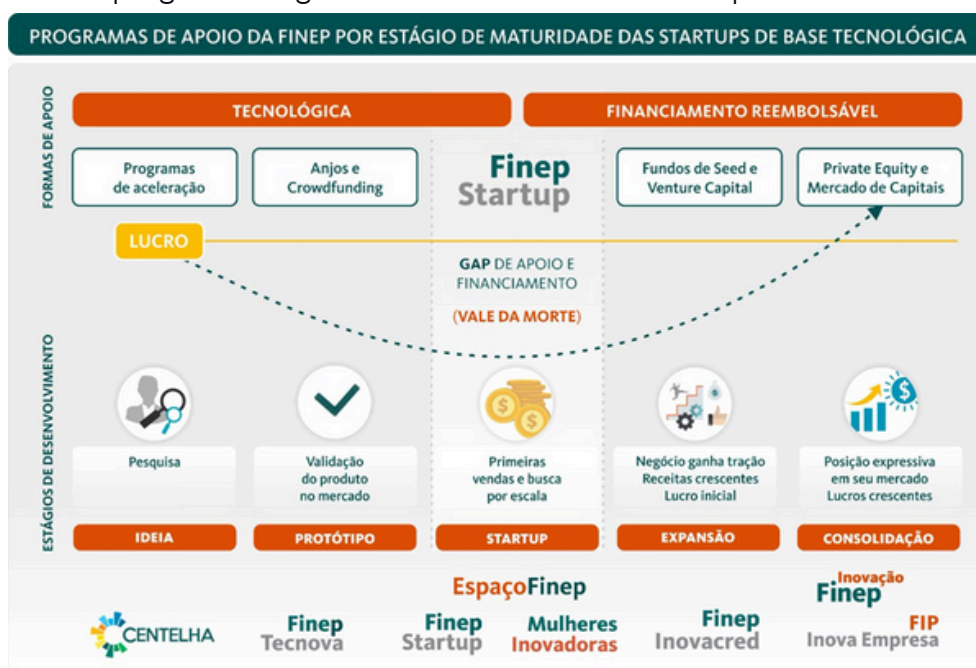 PROGRAMAS DE APOIO DA FINEP POR ESTÁGIO DE MATURIDADE DAS STARTUPS DE BASE TECNOLÓGICA
FORMAS DE APOIO
TECNOLÓGICA
FINANCIAMENTO REEMBOLSÁVEL
Programas
de aceleração
Anjos e
Crowdfunding
Finep
Startup
Fundos de Seed e
Venture Capital
Private Equity e
Mercado de Capitais
LUCRO
GAP DE APOIO E
FINANCIAMENTO
(VALE DA MORTE)
ESTÁGIOS DE DESENVOLVIMENTO
Pesquisa
Validação
do produto
no mercado
Primeiras
vendas e busca
por escala
Negócio ganha tração
Receitas crescentes
Lucro inicial
Posição expressiva
em seu mercado
Lucros crescentes
IDEIA
PROTÓTIPO
STARTUP
EXPANSÃO
CONSOLIDAÇÃO
EspaçoFinep
CENTELHA
Finep
Tecnova
Finep
Startup
Mulheres
Inovadoras
Finep
Inovacred
Inovação
Finep
FIP
Inova Empresa